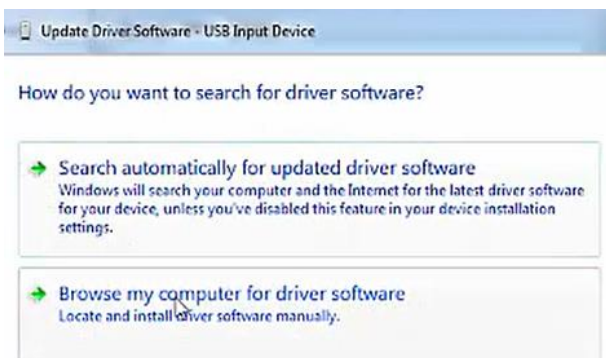 Update Driver Software - USB Input Device
How do you want to search for driver software?
Search automatically for updated driver software
Windows will search your computer and the Internet for the latest driver software
for your device, unless you've disabled this feature in your device installation
settings.
Browse my computer for driver software
Locate and install driver software manually.